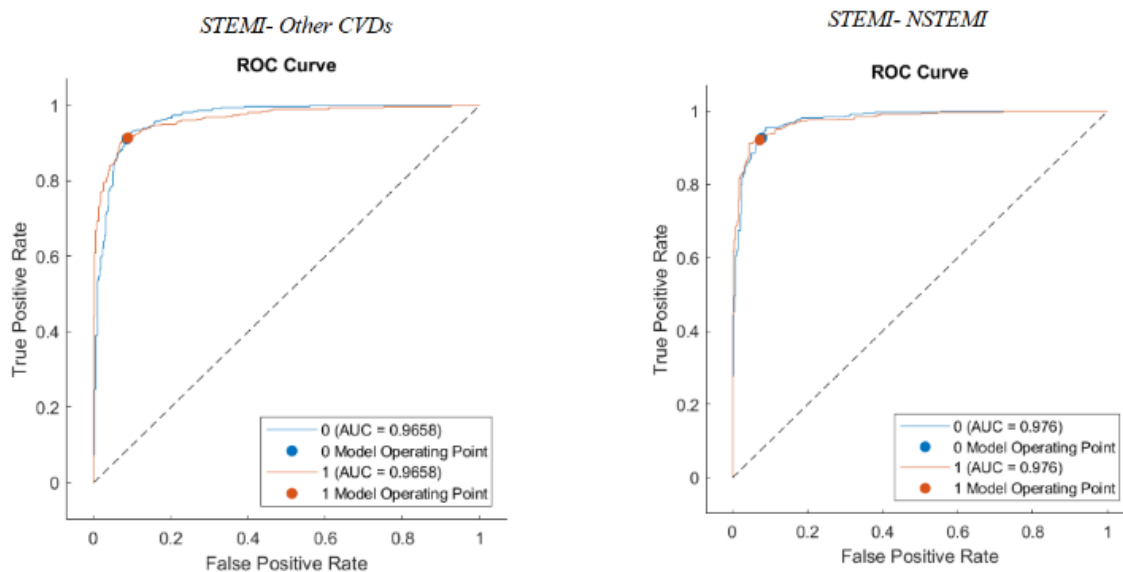 STEMI- Other CVDs
ROC Curve
1
0.8
0.6
0.4
0.2
0
True Positive Rate
0 (AUC = 0.9658)
0 Model Operating Point
1 (AUC = 0.9658)
1 Model Operating Point
0 0.2 0.4 0.6 0.8 1
False Positive Rate
STEMI- NSTEMI
ROC Curve
1
0.8
0.6
0.4
0.2
0
True Positive Rate
0 (AUC = 0.976)
0 Model Operating Point
1 (AUC = 0.976)
1 Model Operating Point
0 0.2 0.4 0.6 0.8 1
False Positive Rate